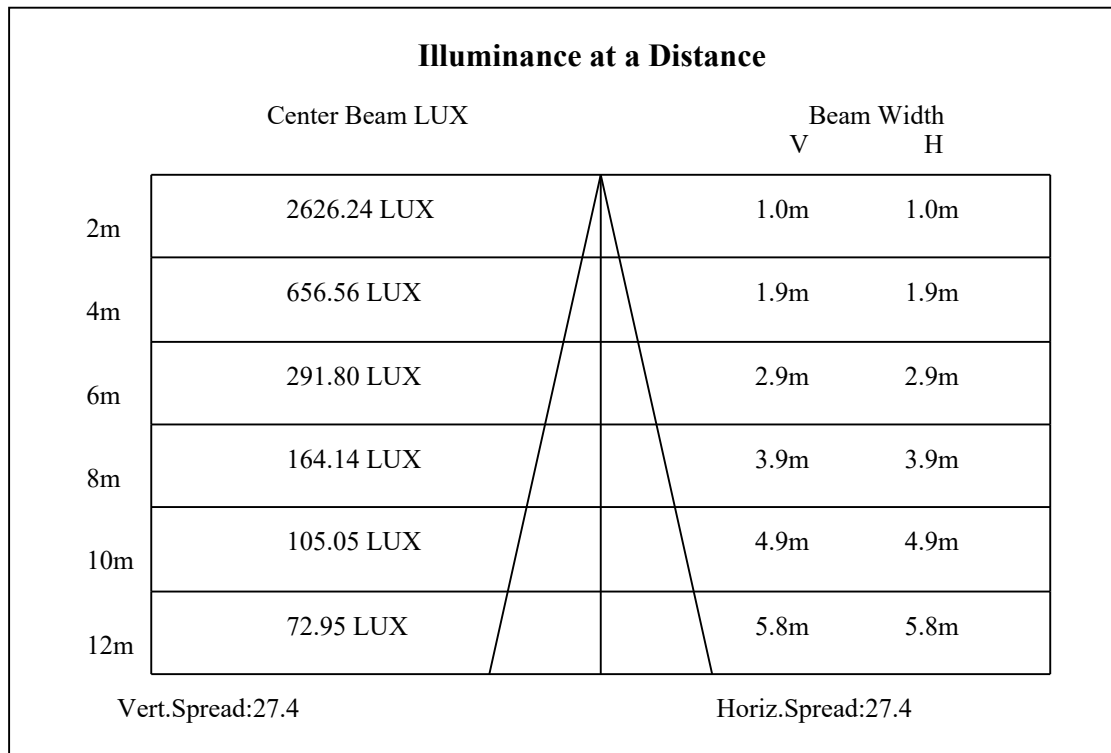 Illuminance at a Distance
Center Beam LUX Beam Width
V H
2626.24 LUX 1.0m 1.0m
2m
656.56 LUX 1.9m 1.9m
4m
291.80 LUX 2.9m 2.9m
6m
164.14 LUX 3.9m 3.9m
8m
105.05 LUX 4.9m 4.9m
10m
72.95 LUX 5.8m 5.8m
12m
Vert.Spread:27.4 Horiz.Spread:27.4